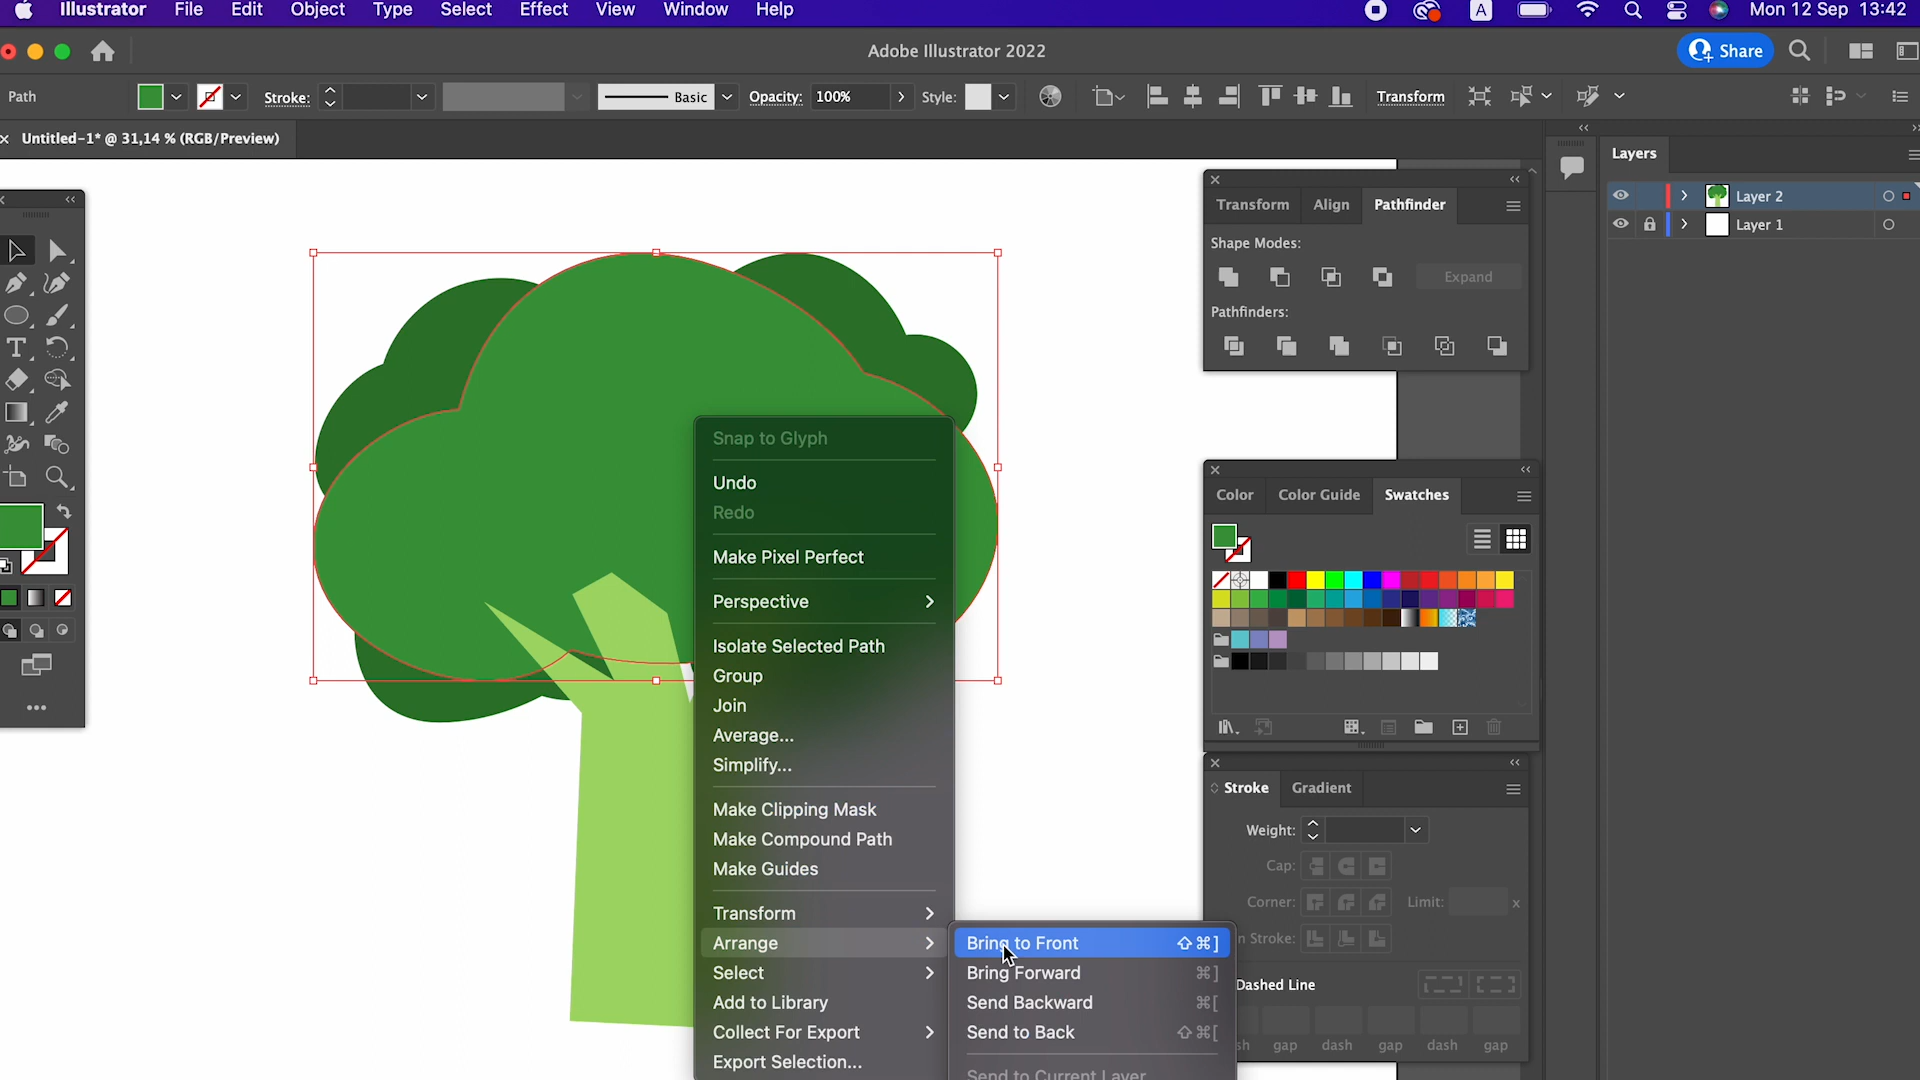 Illustrator File Edit Object Type Select Effect View Window Help A Mon 12 Sep 13:42
Adobe Illustrator 2022 Share
Path Stroke: Basic Opacity: 100% Style: Transform
Untitled-1* @ 31,14 % (RGB/Preview)
Layers
Layer 2
Layer 1
Transform Align Pathfinder
Shape Modes:
Expand
Pathfinders:
Snap to Glyph
Undo
Redo
Make Pixel Perfect
Perspective
Isolate Selected Path
Group
Join
Average...
Simplify...
Make Clipping Mask
Make Compound Path
Make Guides
Transform
Arrange
Select
Add to Library
Collect For Export
Export Selection...
Bring to Front ⇧⌘]
Bring Forward ⌘]
Send Backward ⌘[
Send to Back ⇧⌘[
Send to Current Layer
Color Color Guide Swatches
Stroke Gradient
Weight:
Cap:
Corner: Limit: x
n Stroke:
Dashed Line
sh gap dash gap dash gap